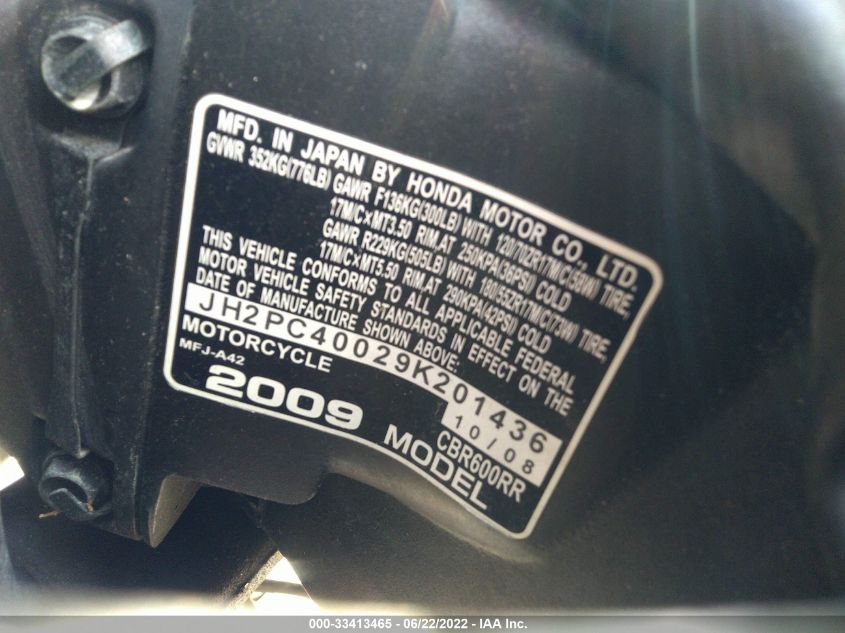 MFD. IN JAPAN BY HONDA MOTOR CO., LTD.
GVWR 352KG(776LB) GAWR F136KG(300LB) WITH 120/70ZR17M/C(58W) TIRE,
17M/C×MT3.50 RIM,AT 250KPA(36PSI) COLD
GAWR R229KG(505LB) WITH 180/55ZR17M/C(73W) TIRE,
17M/C×MT5.50 RIM,AT 290KPA(42PSI) COLD
THIS VEHICLE CONFORMS TO ALL APPLICABLE FEDERAL
MOTOR VEHICLE SAFETY STANDARDS IN EFFECT ON THE
DATE OF MANUFACTURE SHOWN ABOVE:
JH2PC40029K201436
MOTORCYCLE 10/08
MFJ-A42 CBR600RR
2009 MODEL
000-33413465 - 06/22/2022 - IAA Inc.